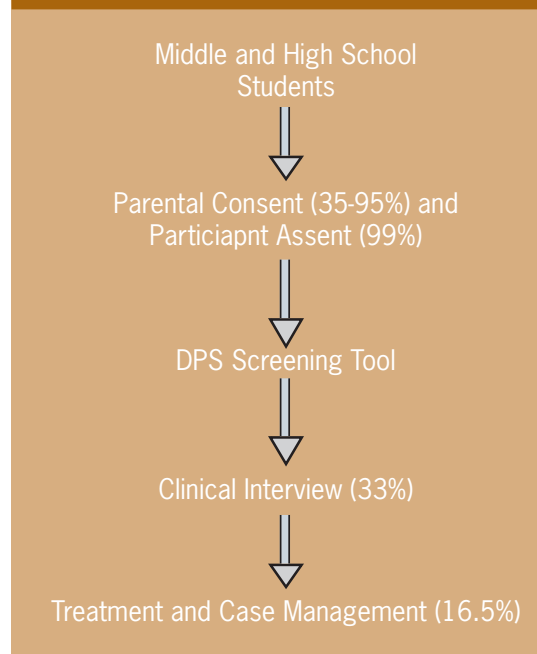 Middle and High School
Students
Parental Consent (35-95%) and
Particiapnt Assent (99%)
DPS Screening Tool
Clinical Interview (33%)
Treatment and Case Management (16.5%)